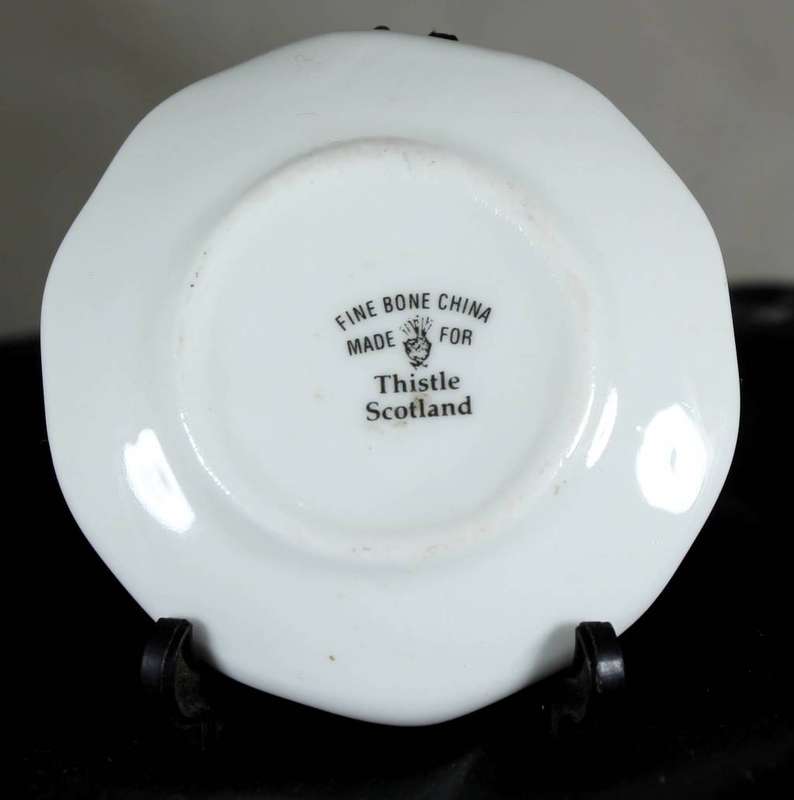 FINE BONE CHINA
MADE FOR
Thistle
Scotland